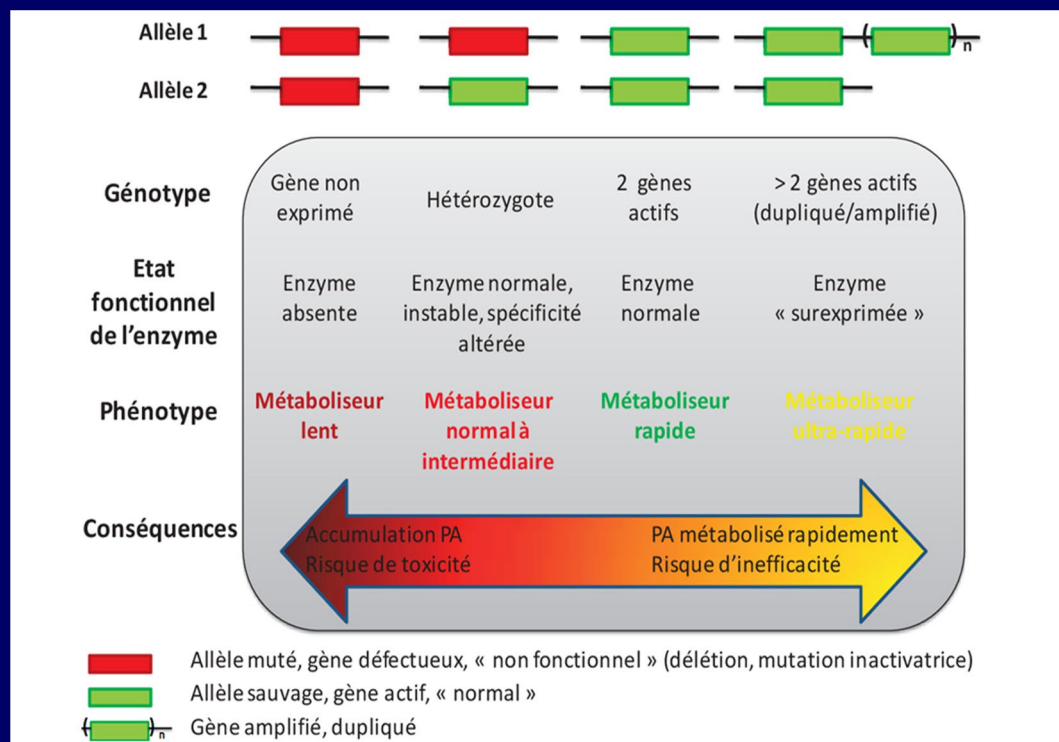 Allèle 1
( )n
Allèle 2
Génotype
Gène non
exprimé
Hétérozygote
2 gènes
actifs
> 2 gènes actifs
(dupliqué/amplifié)
Etat
fonctionnel
de l'enzyme
Enzyme
absente
Enzyme normale,
instable, spécificité
altérée
Enzyme
normale
Enzyme
« surexprimée »
Phénotype
Métaboliseur
lent
Métaboliseur
normal à
intermédiaire
Métaboliseur
rapide
Métaboliseur
ultra-rapide
Conséquences
Accumulation PA
Risque de toxicité
PA métabolisé rapidement
Risque d'inefficacité
Allèle muté, gène défectueux, « non fonctionnel » (délétion, mutation inactivatrice)
Allèle sauvage, gène actif, « normal »
( )n Gène amplifié, dupliqué